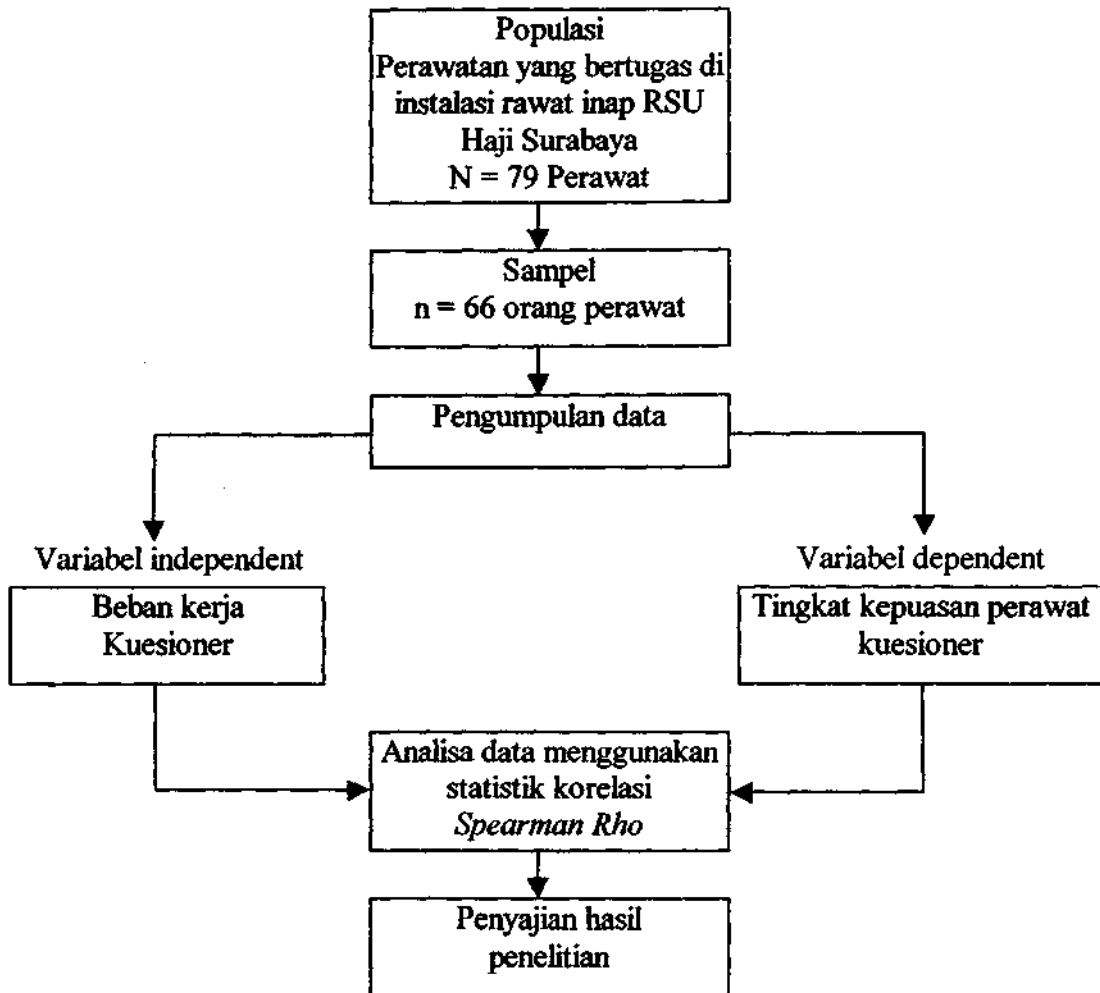 Populasi
Perawatan yang bertugas di
instalasi rawat inap RSU
Haji Surabaya
N = 79 Perawat
Sampel
n = 66 orang perawat
Pengumpulan data
Variabel independent
Beban kerja
Kuesioner
Variabel dependent
Tingkat kepuasan perawat
kuesioner
Analisa data menggunakan
statistik korelasi
Spearman Rho
Penyajian hasil
penelitian